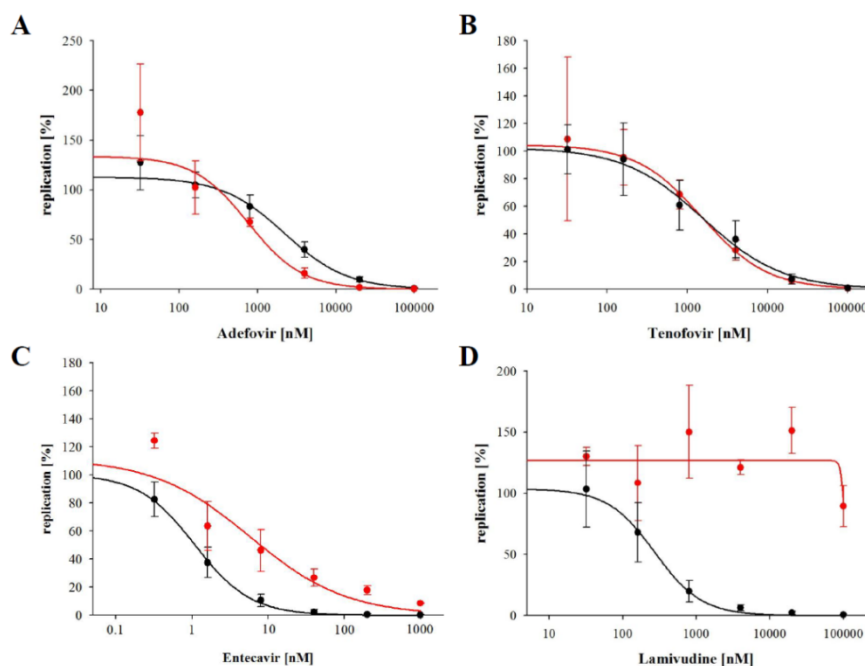 A
250
200
150
100
50
0
replication [%]
10 100 1000 10000 100000
Adefovir [nM]
B
180
160
140
120
100
80
60
40
20
0
replication [%]
10 100 1000 10000 100000
Tenofovir [nM]
C
180
160
140
120
100
80
60
40
20
0
replication [%]
0.1 1 10 100 1000
Entecavir [nM]
D
200
150
100
50
0
replication [%]
10 100 1000 10000 100000
Lamivudine [nM]